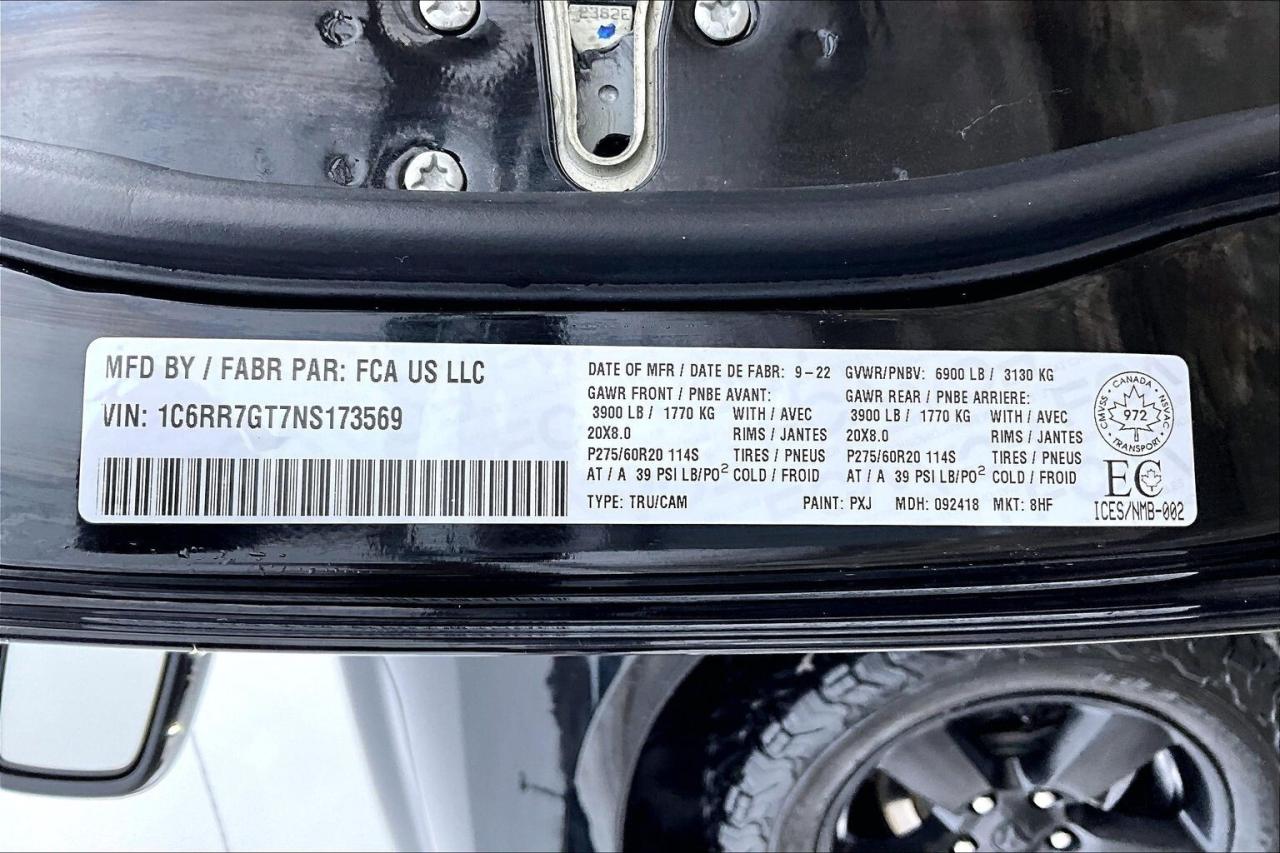 2362E
MFD BY / FABR PAR: FCA US LLC
VIN: 1C6RR7GT7NS173569
DATE OF MFR / DATE DE FABR: 9-22 GVWR/PNBV: 6900 LB / 3130 KG
GAWR FRONT / PNBE AVANT:
3900 LB / 1770 KG WITH / AVEC
20X8.0 RIMS / JANTES
P275/60R20 114S TIRES / PNEUS
AT / A 39 PSI LB/PO² COLD / FROID
GAWR REAR / PNBE ARRIERE:
3900 LB / 1770 KG WITH / AVEC
20X8.0 RIMS / JANTES
P275/60R20 114S TIRES / PNEUS
AT / A 39 PSI LB/PO² COLD / FROID
TYPE: TRU/CAM PAINT: PXJ MDH: 092418 MKT: 8HF
CANADA
CMVSS 972 NSVAC
TRANSPORT
EC
ICES/NMB-002